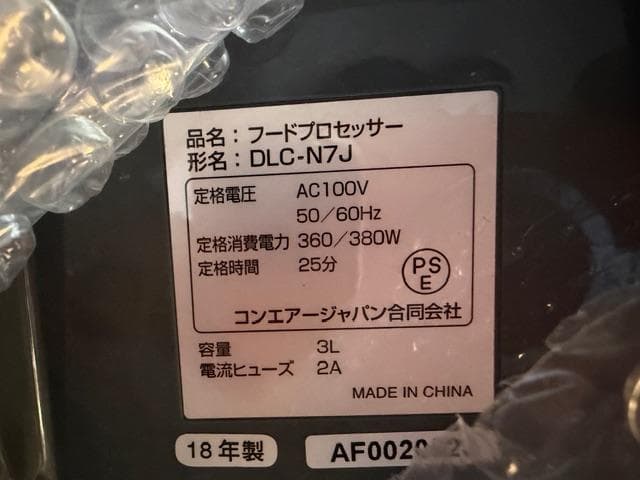 品名：フードプロセッサー
形名：DLC-N7J
定格電圧 AC100V
50／60Hz
定格消費電力 360／380W
定格時間 25分
PS
E
コンエアージャパン合同会社
容量 3L
電流ヒューズ 2A
MADE IN CHINA
18年製